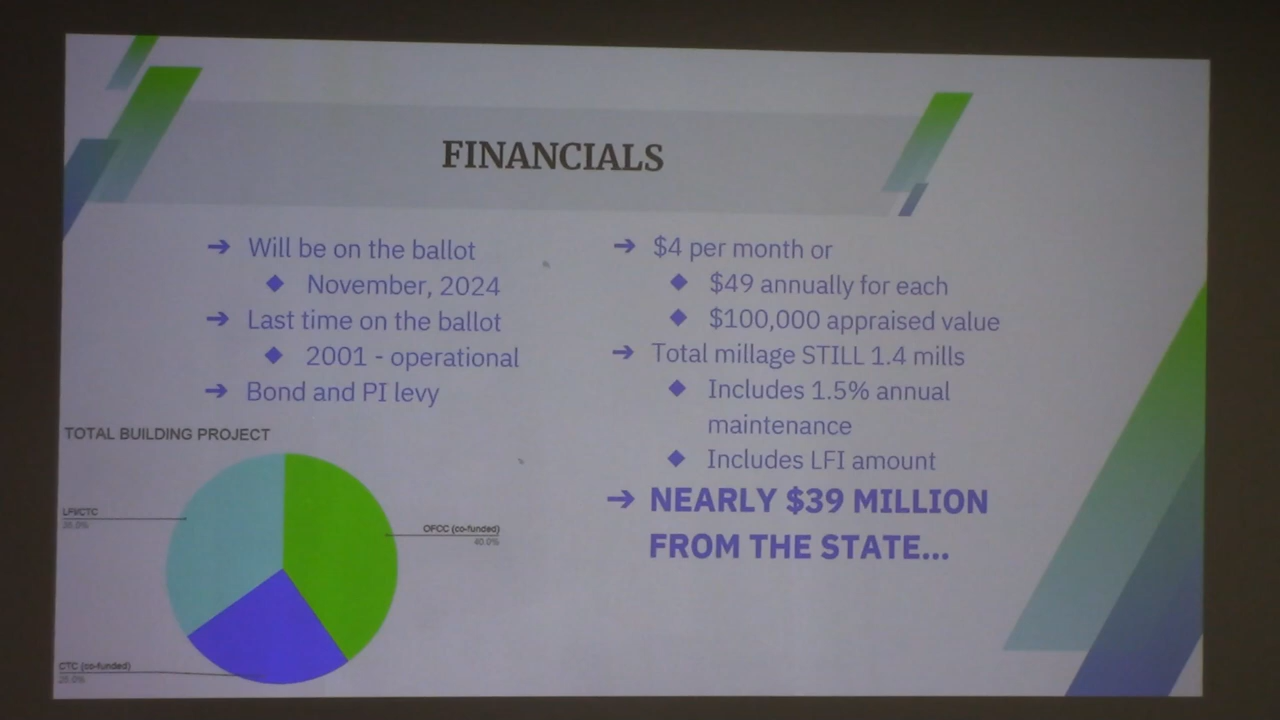 FINANCIALS
➔ Will be on the ballot
◆ November, 2024
➔ Last time on the ballot
◆ 2001 - operational
➔ Bond and PI levy
➔ $4 per month or
◆ $49 annually for each
◆ $100,000 appraised value
➔ Total millage STILL 1.4 mills
◆ Includes 1.5% annual
maintenance
◆ Includes LFI amount
➔ NEARLY $39 MILLION
FROM THE STATE...
TOTAL BUILDING PROJECT
LFI/CTC
OFCC (co-funded)
40.0%
CTC (co-funded)